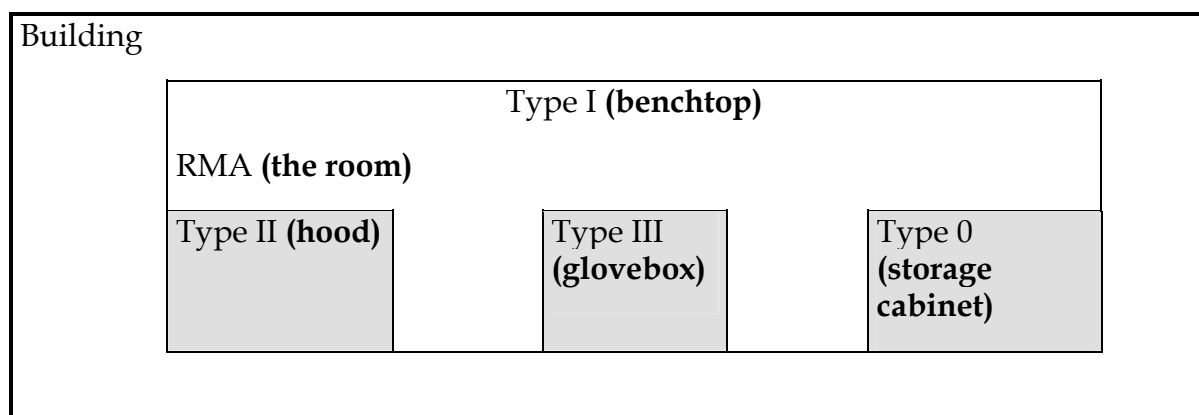 Building
Type I (benchtop)
RMA (the room)
Type II (hood)
Type III
(glovebox)
Type 0
(storage
cabinet)